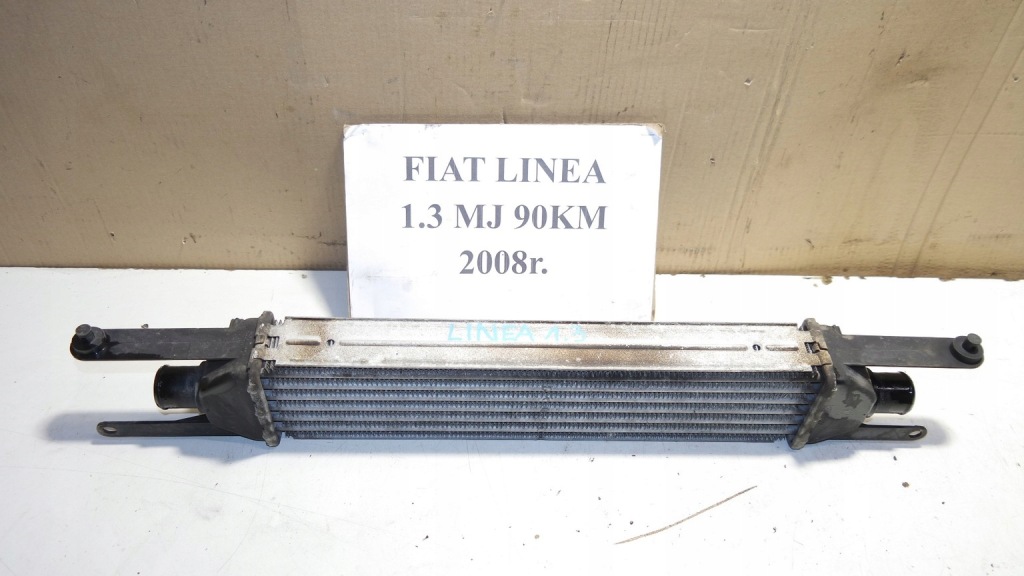 FIAT LINEA
1.3 MJ 90KM
2008r.
LINEA 1.3